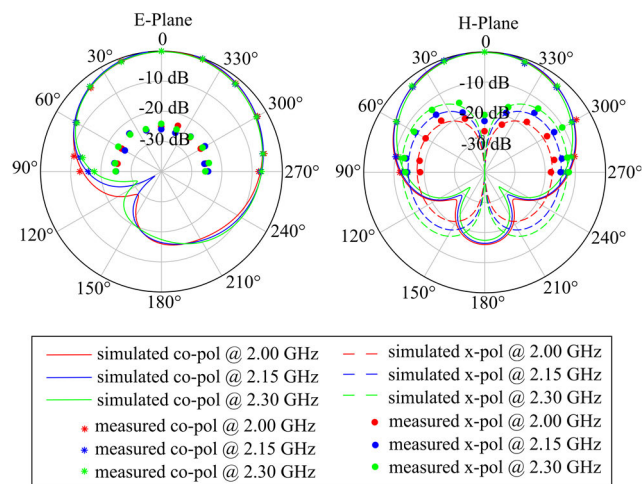 E-Plane
H-Plane
0
30°
330°
60°
300°
90°
270°
120°
240°
150°
210°
180°
-10 dB
-20 dB
-30 dB
0
30°
330°
60°
300°
90°
270°
120°
240°
150°
210°
180°
-10 dB
-20 dB
-30 dB
simulated co-pol @ 2.00 GHz
simulated co-pol @ 2.15 GHz
simulated co-pol @ 2.30 GHz
measured co-pol @ 2.00 GHz
measured co-pol @ 2.15 GHz
measured co-pol @ 2.30 GHz
simulated x-pol @ 2.00 GHz
simulated x-pol @ 2.15 GHz
simulated x-pol @ 2.30 GHz
measured x-pol @ 2.00 GHz
measured x-pol @ 2.15 GHz
measured x-pol @ 2.30 GHz